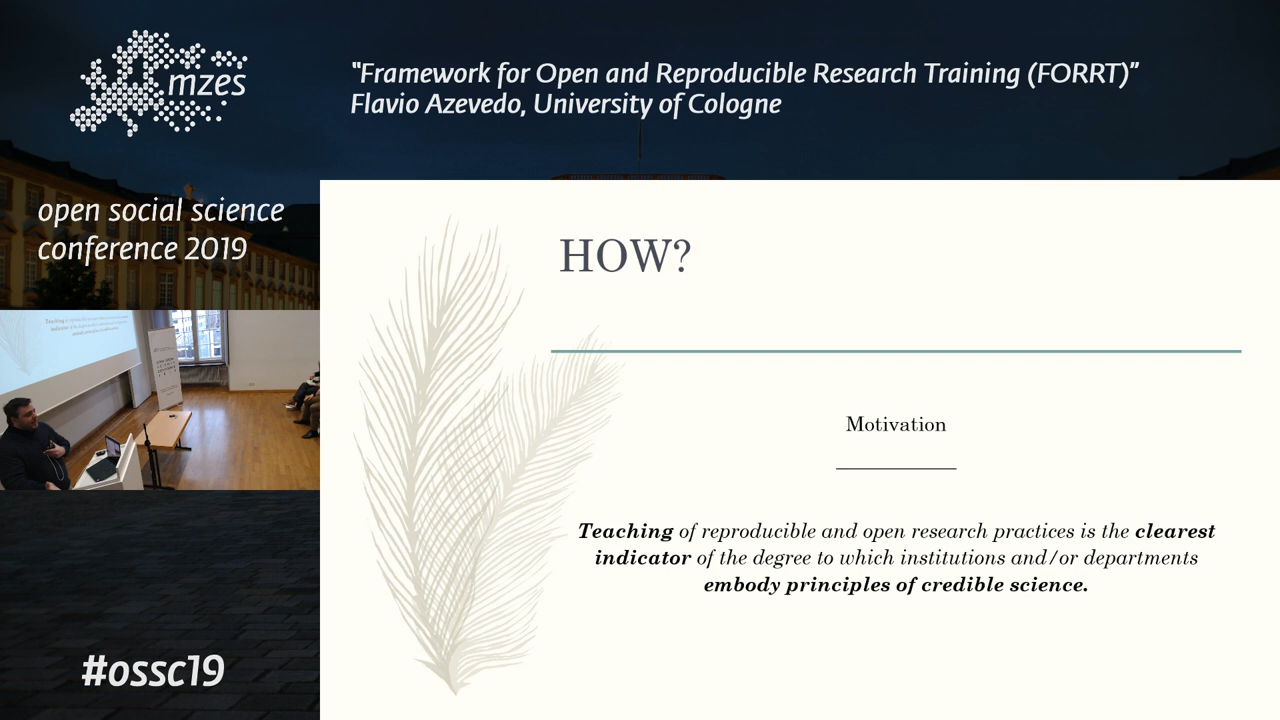 mzes
"Framework for Open and Reproducible Research Training (FORRT)"
Flavio Azevedo, University of Cologne
open social science
conference 2019
HOW?
Motivation
Teaching of reproducible and open research practices is the clearest
indicator of the degree to which institutions and/or departments
embody principles of credible science.
#ossc19